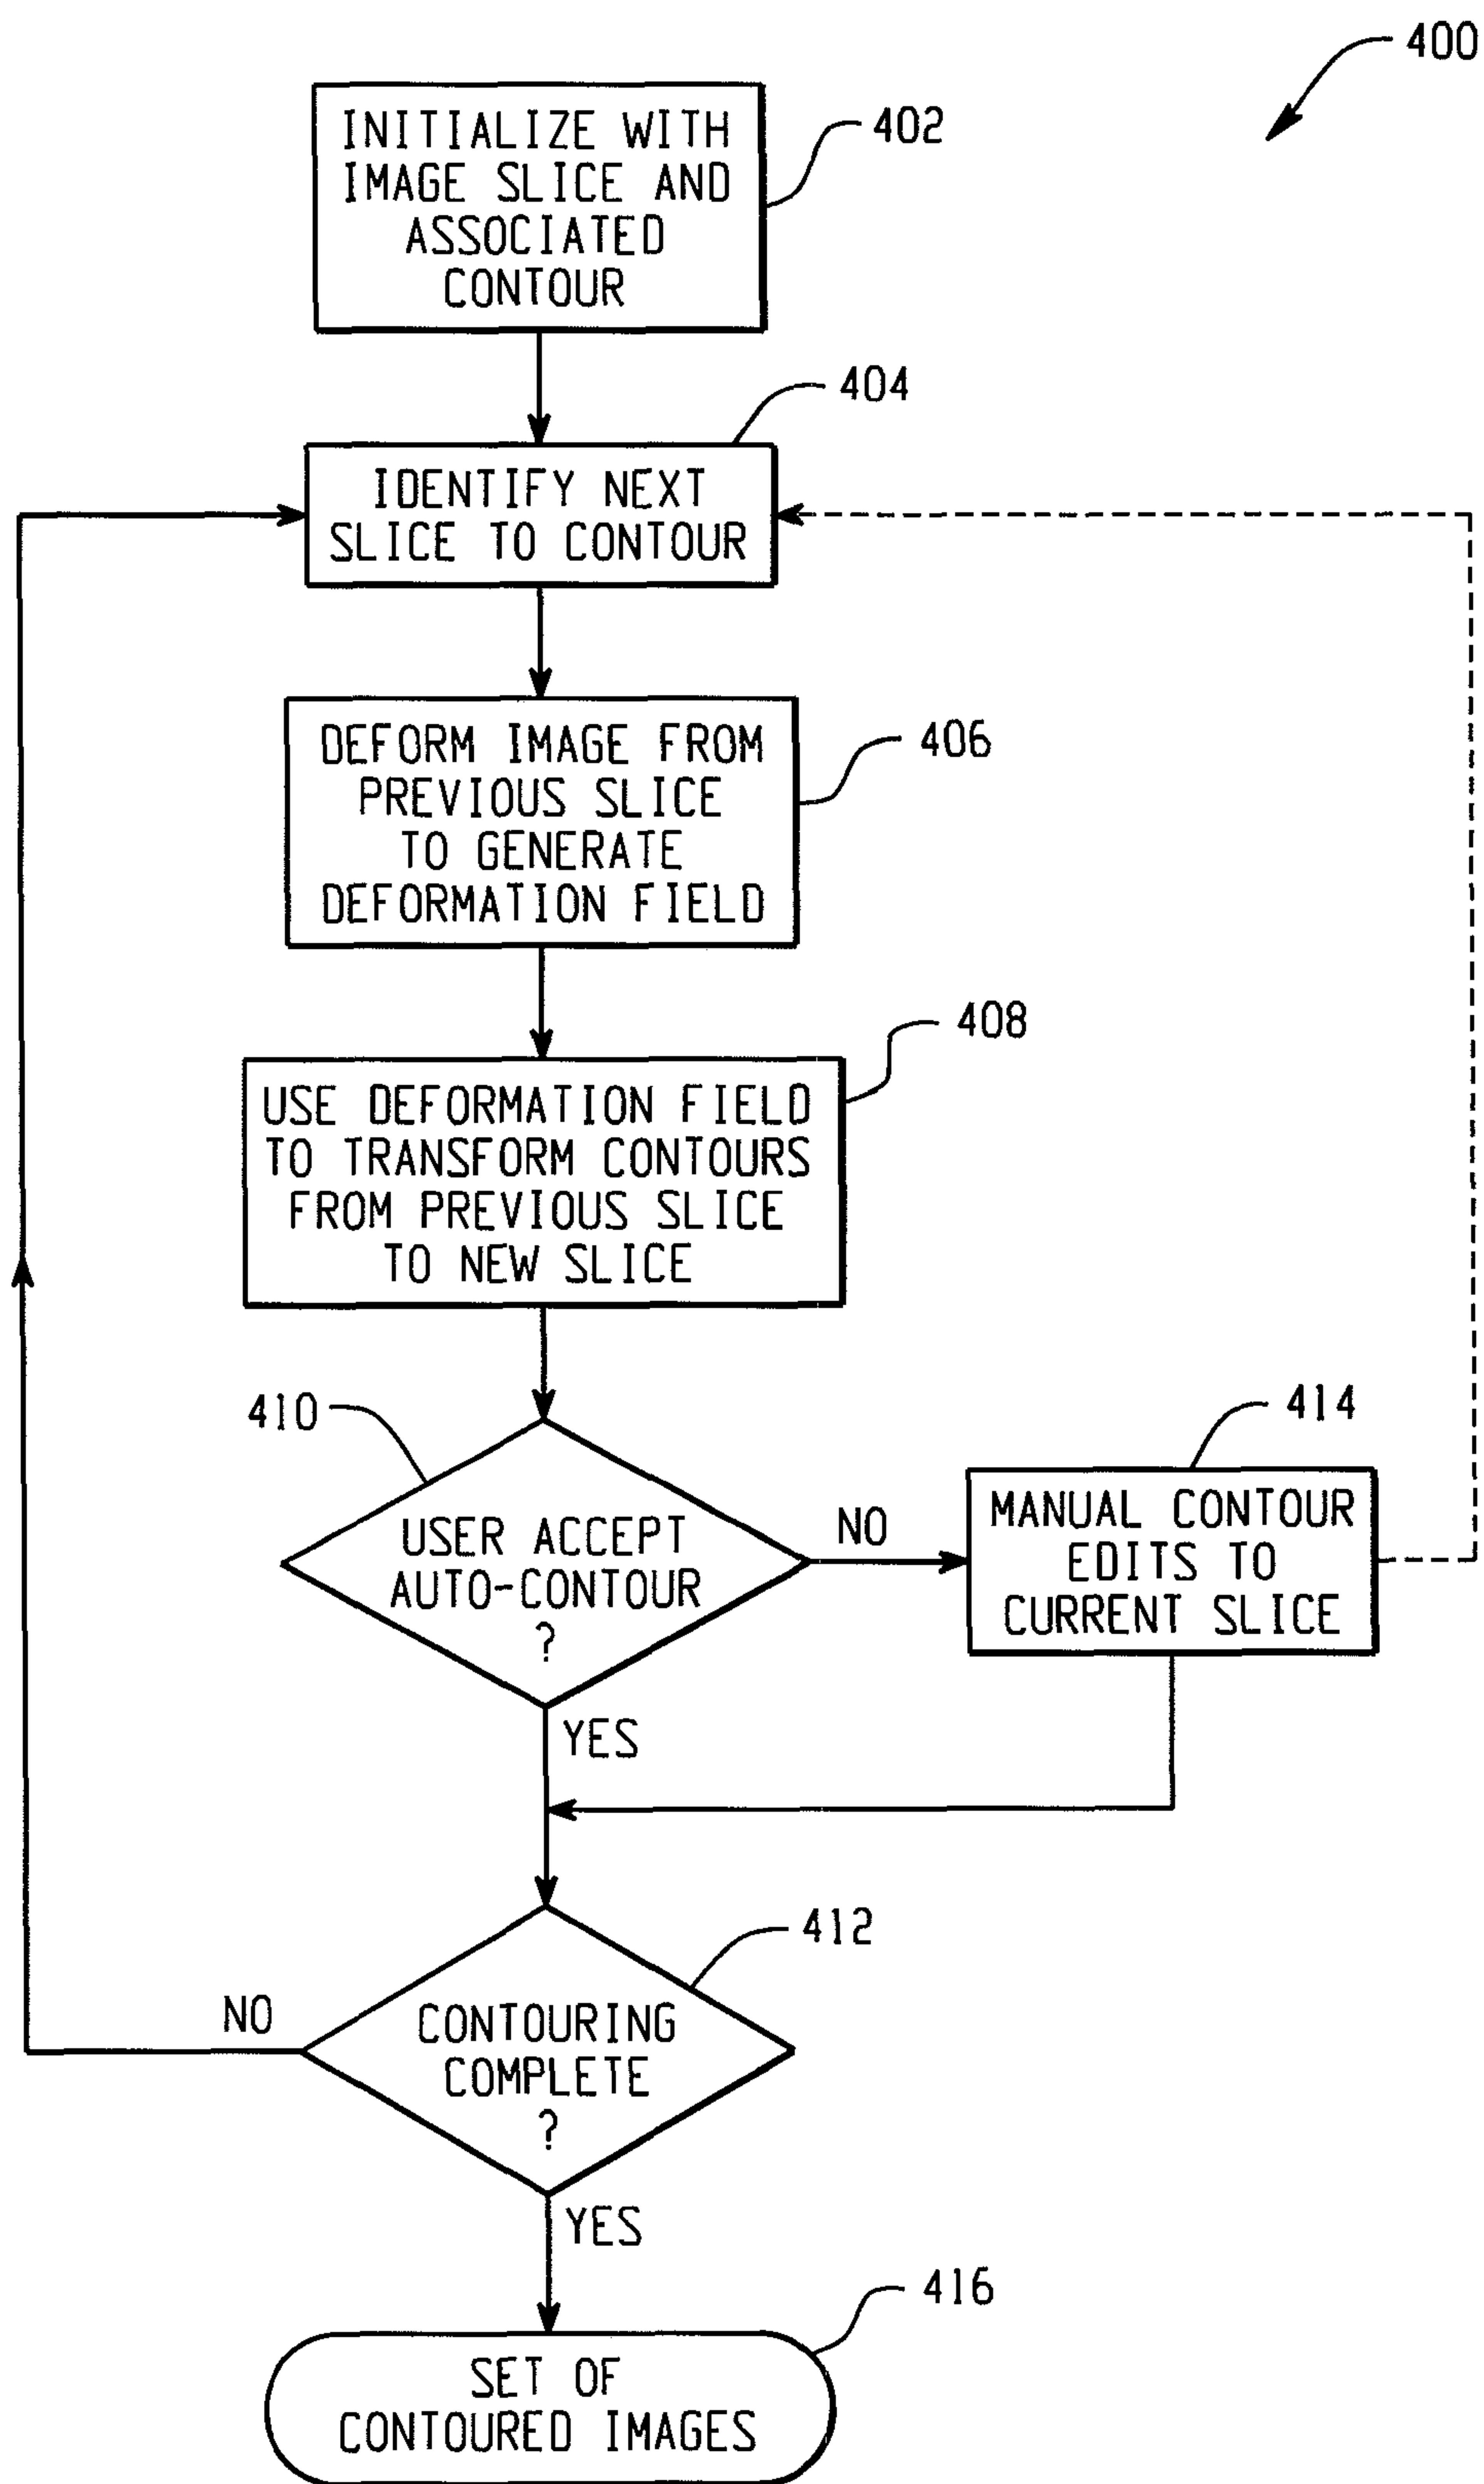 400
INITIALIZE WITH
IMAGE SLICE AND
ASSOCIATED
CONTOUR
402
404
IDENTIFY NEXT
SLICE TO CONTOUR
DEFORM IMAGE FROM
PREVIOUS SLICE
TO GENERATE
DEFORMATION FIELD
406
408
USE DEFORMATION FIELD
TO TRANSFORM CONTOURS
FROM PREVIOUS SLICE
TO NEW SLICE
410
USER ACCEPT
AUTO-CONTOUR
?
NO
414
MANUAL CONTOUR
EDITS TO
CURRENT SLICE
YES
412
CONTOURING
COMPLETE
?
NO
YES
416
SET OF
CONTOURED IMAGES